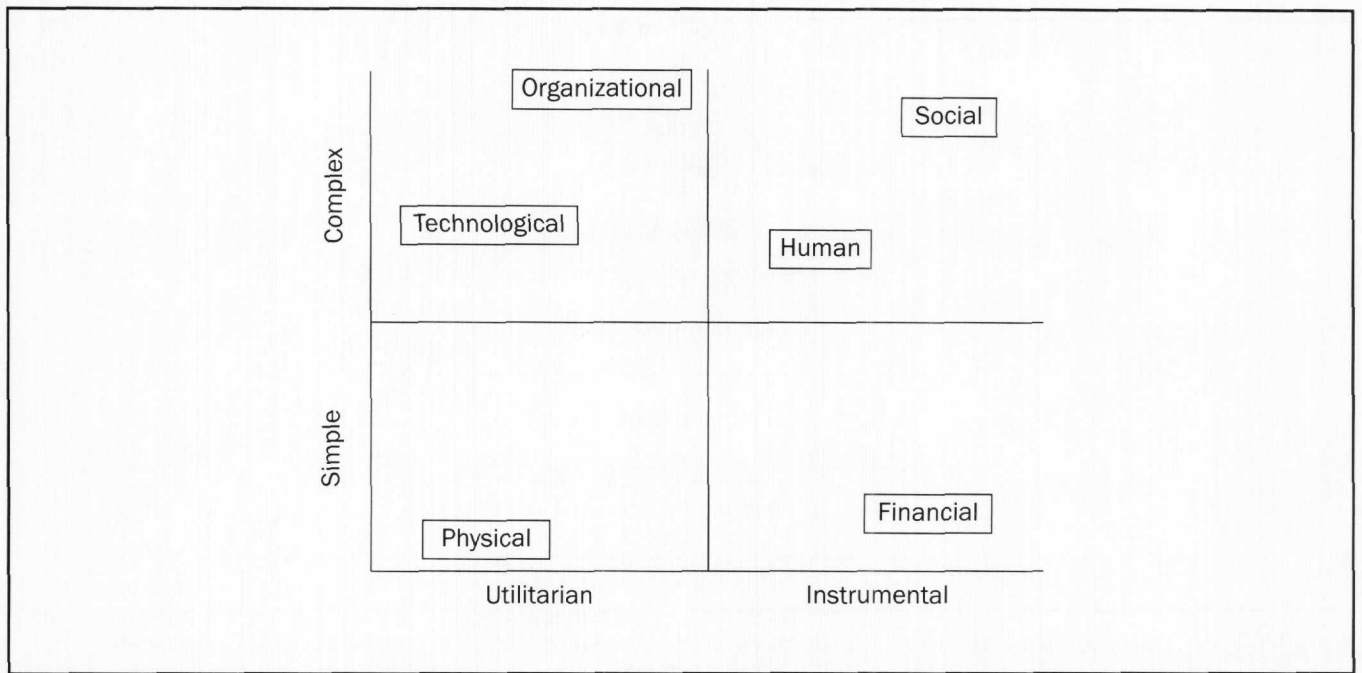 Organizational
Social
Complex
Technological
Human
Simple
Financial
Physical
Utilitarian
Instrumental